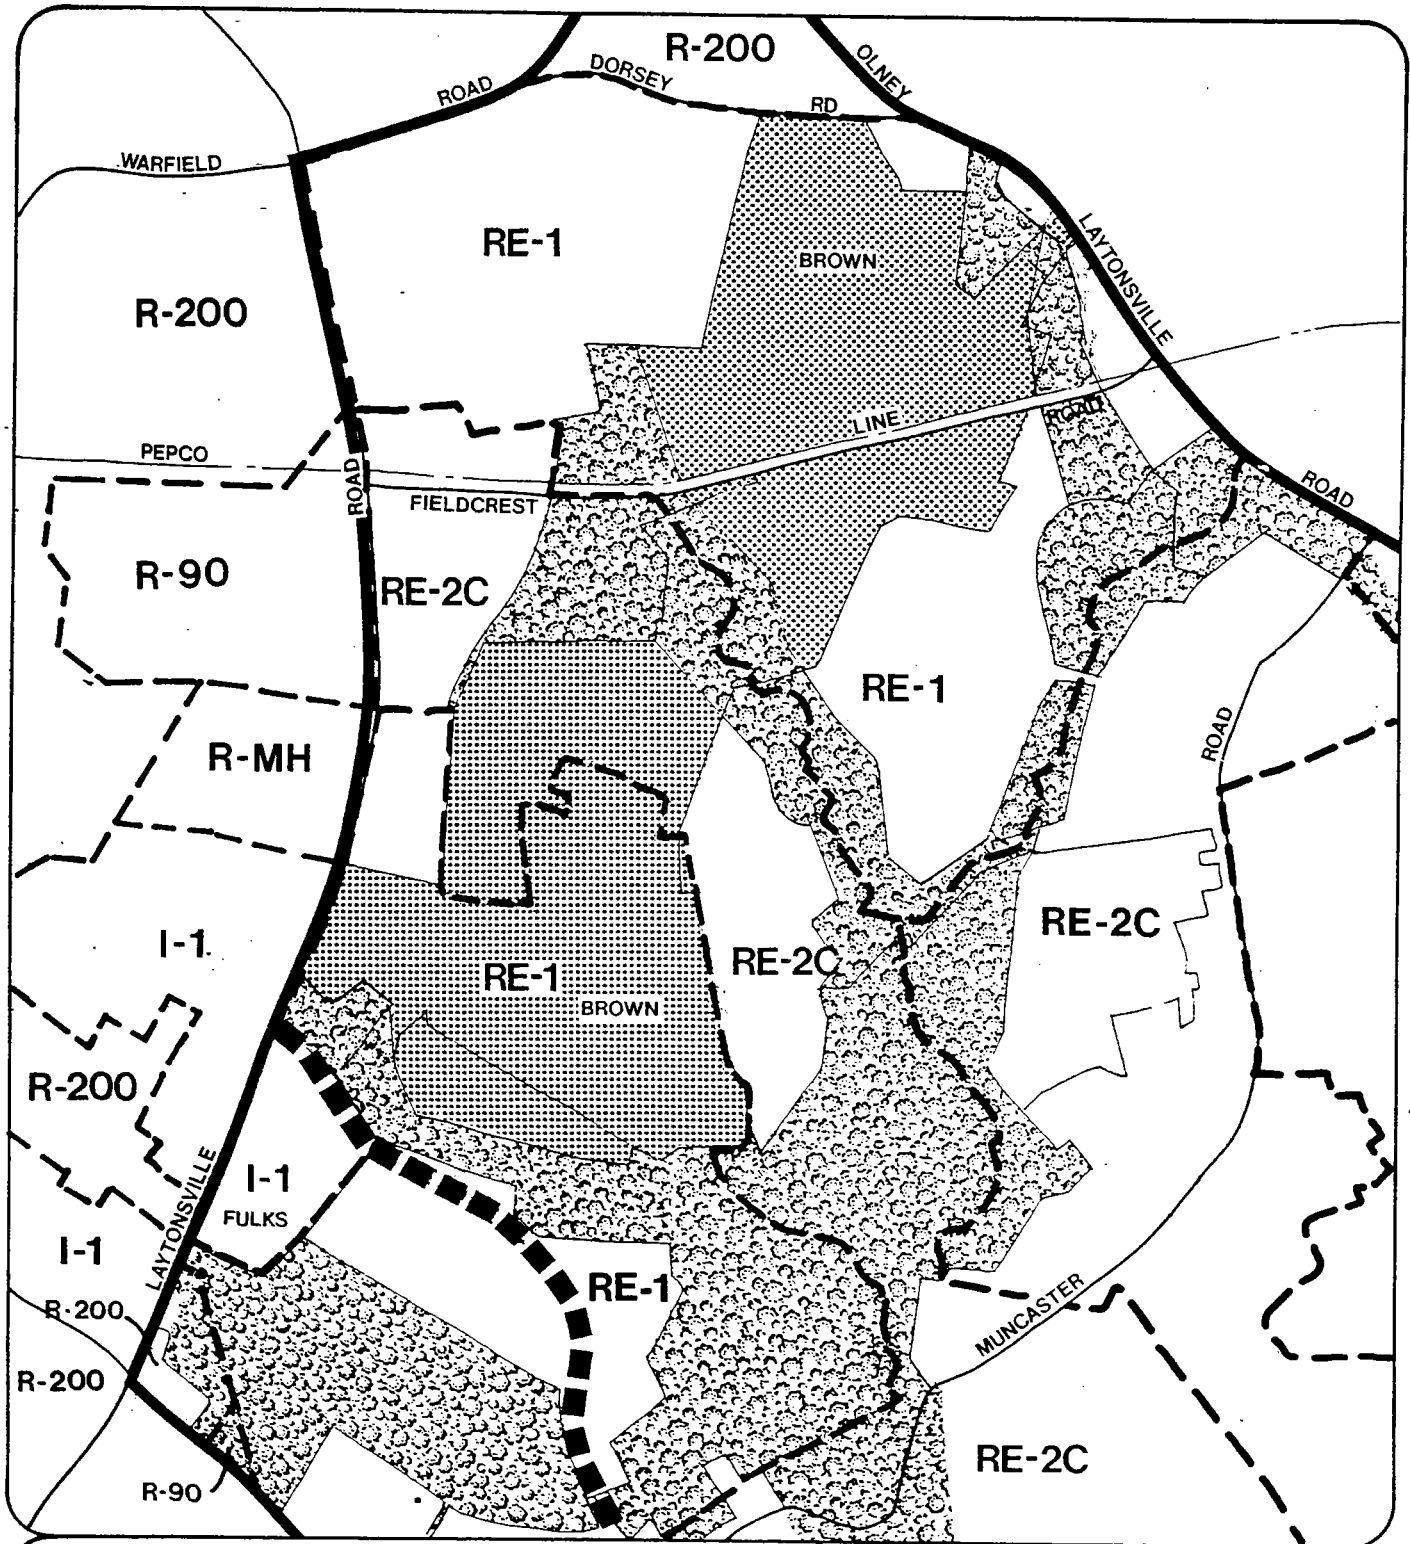 R-200
OLNEY
DORSEY
ROAD
RD
WARFIELD
LAYTONSVILLE
RE-1
BROWN
R-200
LINE
ROAD
PEPCO
ROAD
FIELDCREST
ROAD
R-90
RE-2C
RE-1
ROAD
R-MH
RE-2C
I-1
RE-2C
RE-1
BROWN
R-200
I-1
FULKS
LAYTONSVILLE
I-1
RE-1
R-200
MUNCASTER
R-200
RE-2C
R-90